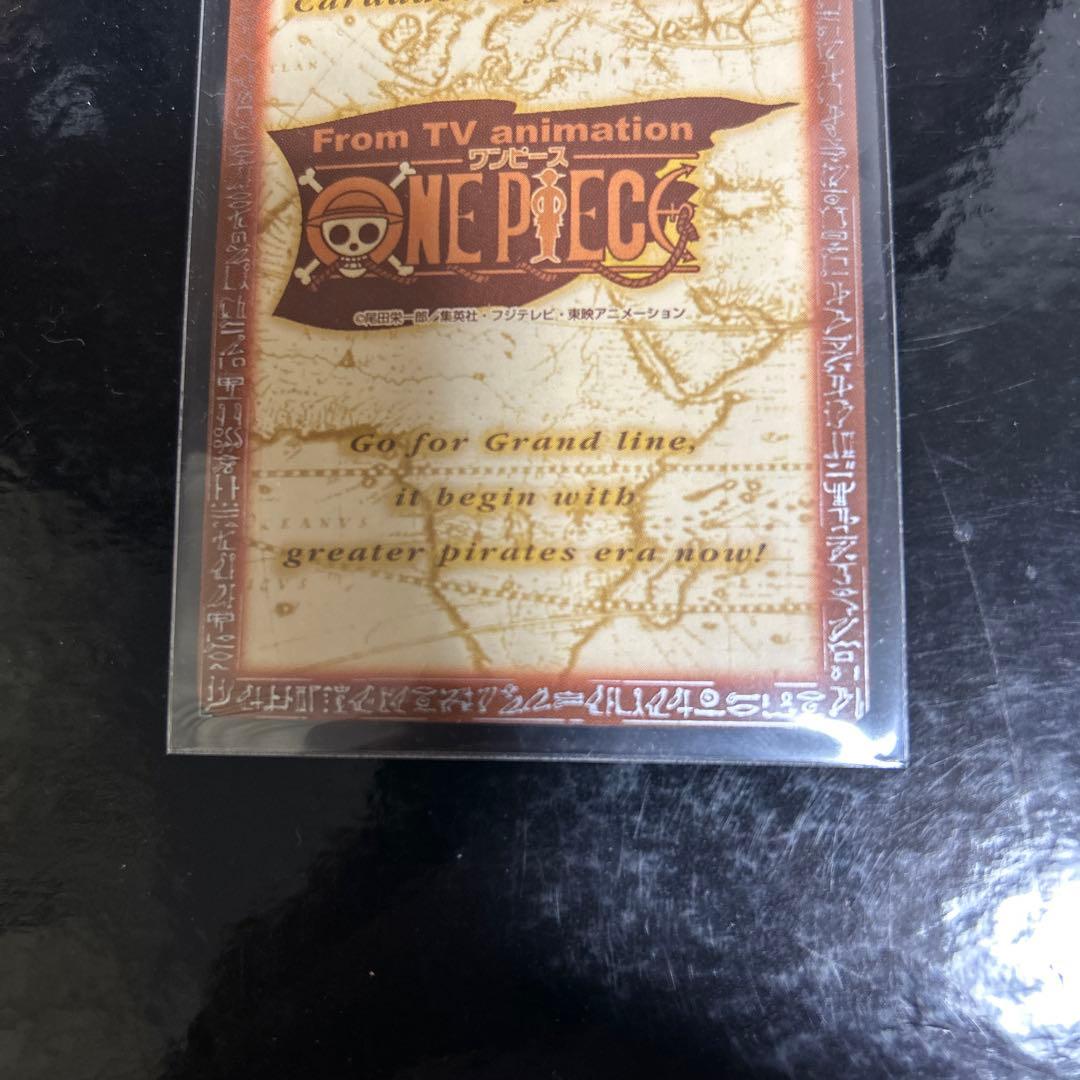 From TV animation
ワンピース
ONE PIECE
©尾田栄一郎/集英社・フジテレビ・東映アニメーション
Go for Grand line,
it begin with
greater pirates era now!